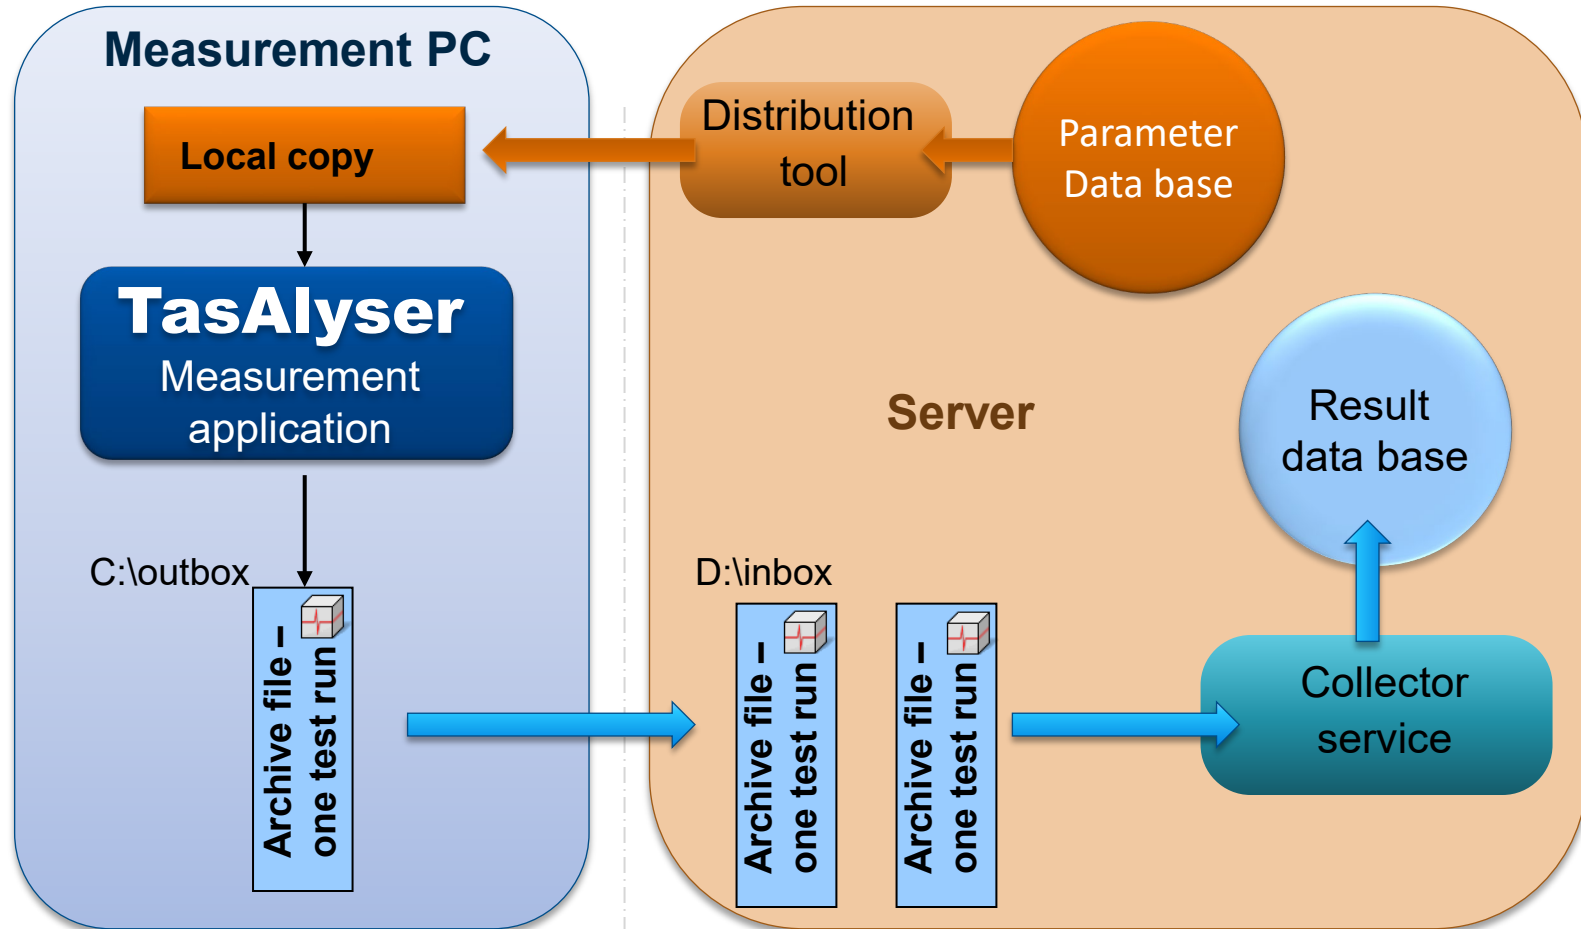 Measurement PC
Local copy
TasAlyser
Measurement
application
C:\outbox
Archive file –
one test run
Distribution
tool
Parameter
Data base
Server
Result
data base
D:\inbox
Archive file –
one test run
Archive file –
one test run
Collector
service